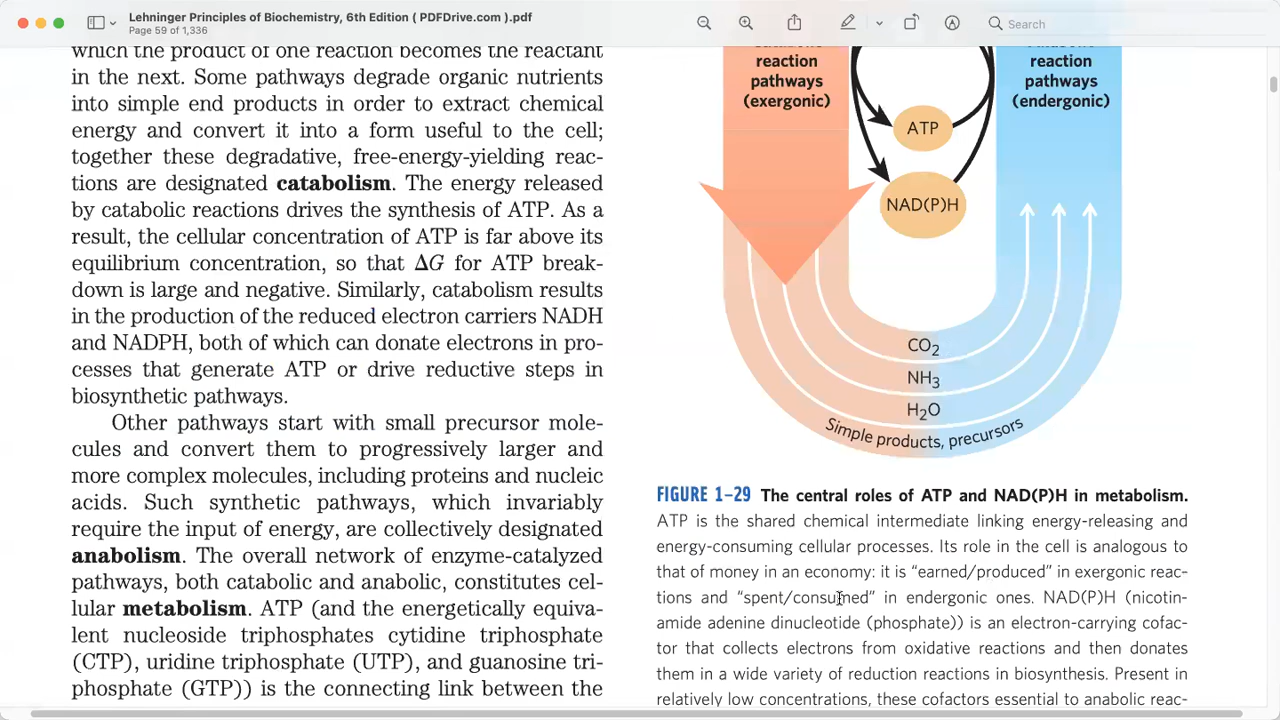 Lehninger Principles of Biochemistry, 6th Edition ( PDFDrive.com ).pdf
Page 59 of 1,336
Search
which the product of one reaction becomes the reactant
in the next. Some pathways degrade organic nutrients
into simple end products in order to extract chemical
energy and convert it into a form useful to the cell;
together these degradative, free-energy-yielding reac-
tions are designated catabolism. The energy released
by catabolic reactions drives the synthesis of ATP. As a
result, the cellular concentration of ATP is far above its
equilibrium concentration, so that ΔG for ATP break-
down is large and negative. Similarly, catabolism results
in the production of the reduced electron carriers NADH
and NADPH, both of which can donate electrons in pro-
cesses that generate ATP or drive reductive steps in
biosynthetic pathways.
Other pathways start with small precursor mole-
cules and convert them to progressively larger and
more complex molecules, including proteins and nucleic
acids. Such synthetic pathways, which invariably
require the input of energy, are collectively designated
anabolism. The overall network of enzyme-catalyzed
pathways, both catabolic and anabolic, constitutes cel-
lular metabolism. ATP (and the energetically equiva-
lent nucleoside triphosphates cytidine triphosphate
(CTP), uridine triphosphate (UTP), and guanosine tri-
phosphate (GTP)) is the connecting link between the
reaction
pathways
(exergonic)
ATP
NAD(P)H
reaction
pathways
(endergonic)
CO₂
NH₃
H₂O
Simple products, precursors
FIGURE 1–29 The central roles of ATP and NAD(P)H in metabolism.
ATP is the shared chemical intermediate linking energy-releasing and
energy-consuming cellular processes. Its role in the cell is analogous to
that of money in an economy: it is “earned/produced” in exergonic reac-
tions and “spent/consumed” in endergonic ones. NAD(P)H (nicotin-
amide adenine dinucleotide (phosphate)) is an electron-carrying cofac-
tor that collects electrons from oxidative reactions and then donates
them in a wide variety of reduction reactions in biosynthesis. Present in
relatively low concentrations, these cofactors essential to anabolic reac-